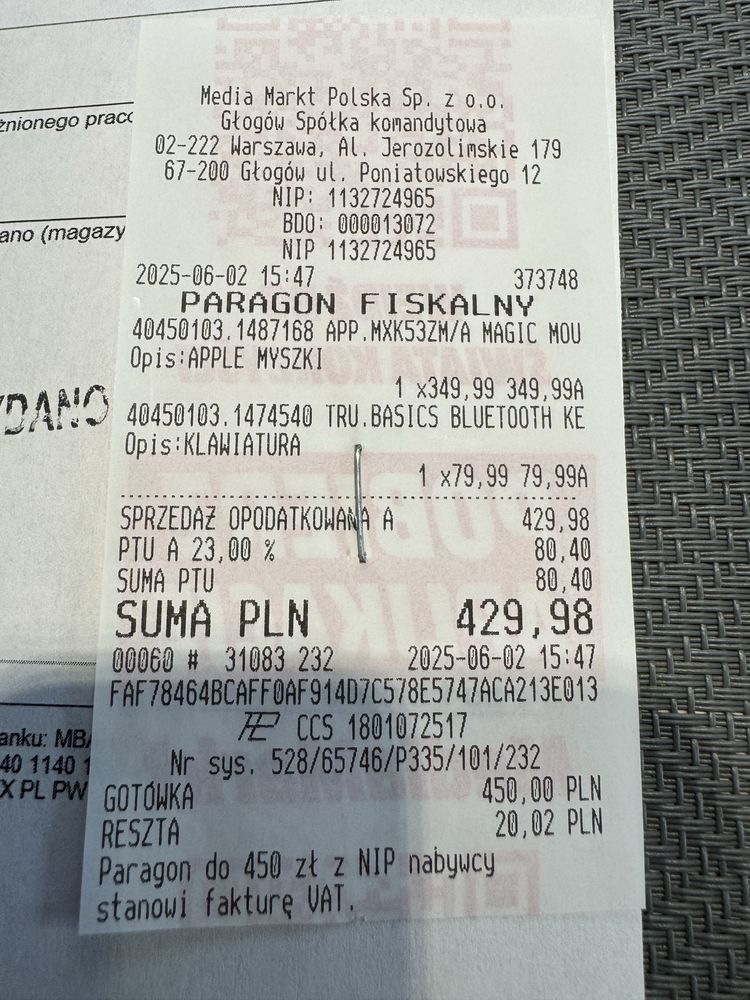 Media Markt Polska Sp. z o.o.
Głogów Spółka komandytowa
02-222 Warszawa, Al. Jerozolimskie 179
67-200 Głogów ul. Poniatowskiego 12
NIP: 1132724965
BDO: 000013072
NIP 1132724965
2025-06-02 15:47 373748
PARAGON FISKALNY
40450103.1487168 APP.MXK53ZM/A MAGIC MOU
Opis:APPLE MYSZKI
1 x349,99 349,99A
40450103.1474540 TRU.BASICS BLUETOOTH KE
Opis:KLAWIATURA
1 x79,99 79,99A
SPRZEDAŻ OPODATKOWANA A 429,98
PTU A 23,00 % 80,40
SUMA PTU 80,40
SUMA PLN 429,98
00060 # 31083 232 2025-06-02 15:47
FAF78464BCAFF0AF914D7C578E5747ACA213E013
CCS 1801072517
Nr sys. 528/65746/P335/101/232
GOTÓWKA 450,00 PLN
RESZTA 20,02 PLN
Paragon do 450 zł z NIP nabywcy
stanowi fakturę VAT.
żnionego prac
ano (magazy
YDANO
anku: MB
40 1140 1
X PL PW